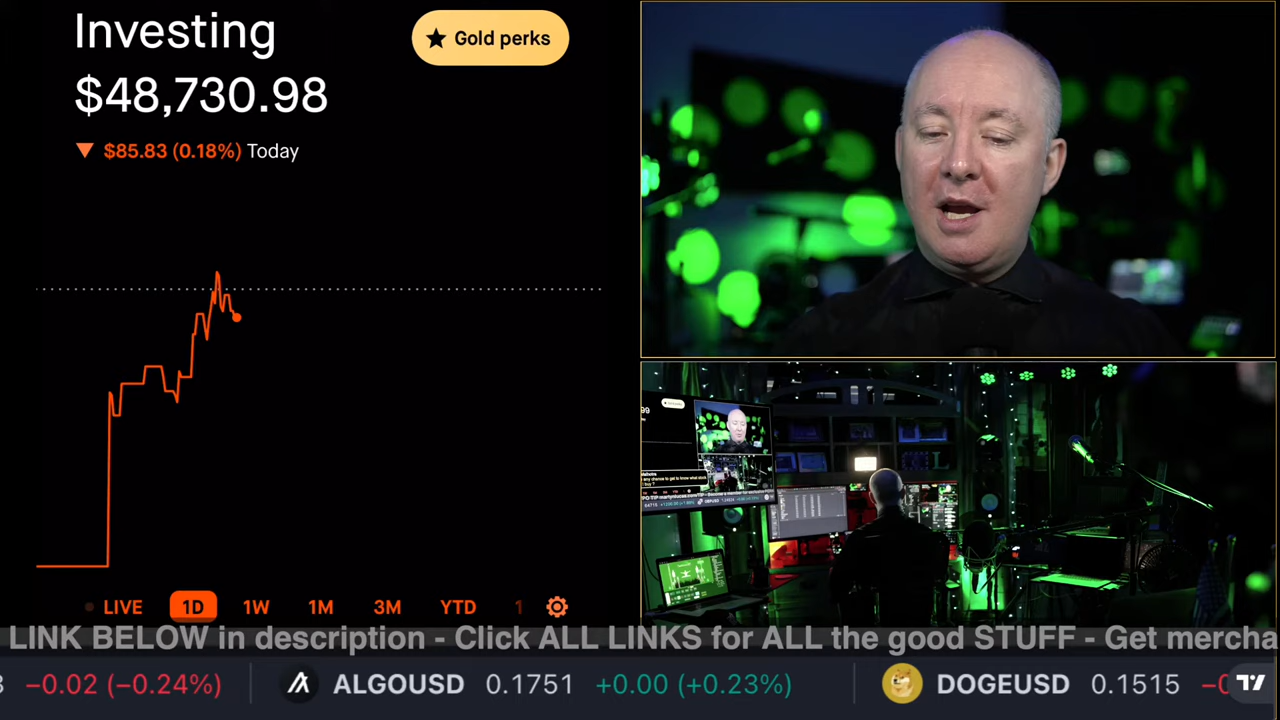 Investing
★ Gold perks
$48,730.98
▼ $85.83 (0.18%) Today
LIVE 1D 1W 1M 3M YTD 1
LINK BELOW in description - Click ALL LINKS for ALL the good STUFF - Get mercha
−0.02 (−0.24%) ALGOUSD 0.1751 +0.00 (+0.23%) DOGEUSD 0.1515